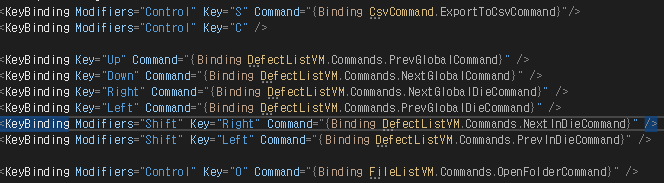 <KeyBinding Modifiers="Control" Key="S" Command="{Binding CsvCommand.ExportToCsvCommand}"/>
<KeyBinding Modifiers="Control" Key="C" />
<KeyBinding Key="Up" Command="{Binding DefectListVM.Commands.PrevGlobalCommand}" />
<KeyBinding Key="Down" Command="{Binding DefectListVM.Commands.NextGlobalCommand}" />
<KeyBinding Key="Right" Command="{Binding DefectListVM.Commands.NextGlobalDieCommand}" />
<KeyBinding Key="Left" Command="{Binding DefectListVM.Commands.PrevGlobalDieCommand}" />
<KeyBinding Modifiers="Shift" Key="Right" Command="{Binding DefectListVM.Commands.NextInDieCommand}" />
<KeyBinding Modifiers="Shift" Key="Left" Command="{Binding DefectListVM.Commands.PrevInDieCommand}" />
<KeyBinding Modifiers="Control" Key="O" Command="{Binding FileListVM.Commands.OpenFolderCommand}" />